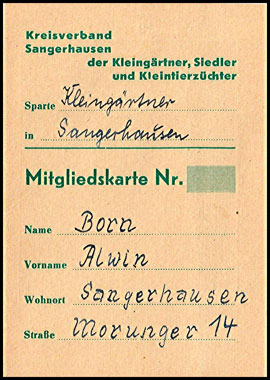 Kreisverband
Sangerhausen
der Kleingärtner, Siedler
und Kleintierzüchter
Sparte Kleingärtner
in Sangerhausen
Mitgliedskarte Nr.
Name Born
Vorname Alwin
Wohnort Sangerhausen
Straße Morunger 14